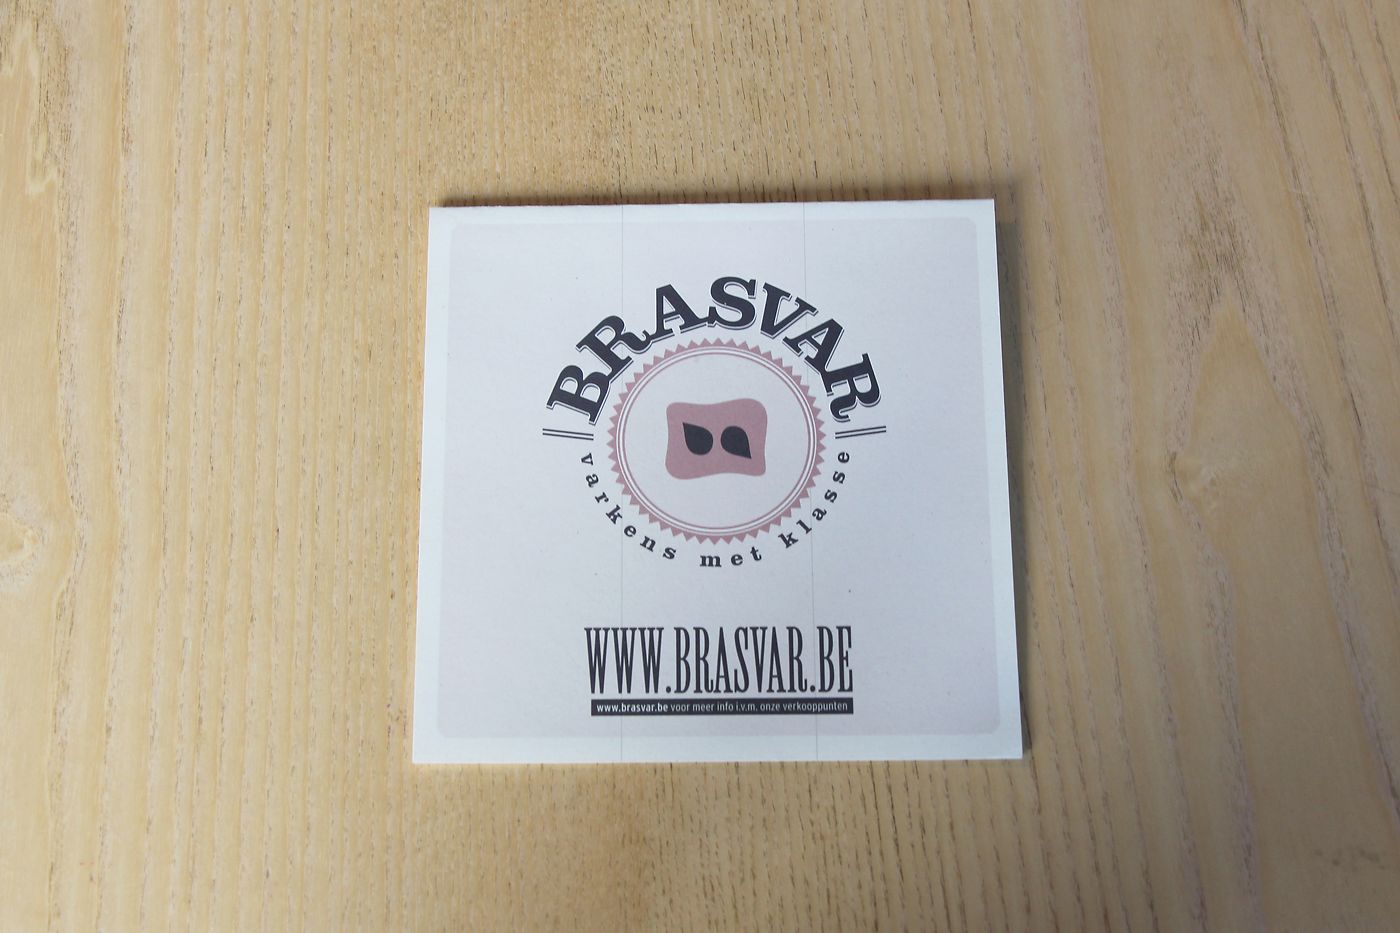 BRASVAR
varkens met klasse
WWW.BRASVAR.BE
www.brasvar.be voor meer info i.v.m. onze verkooppunten